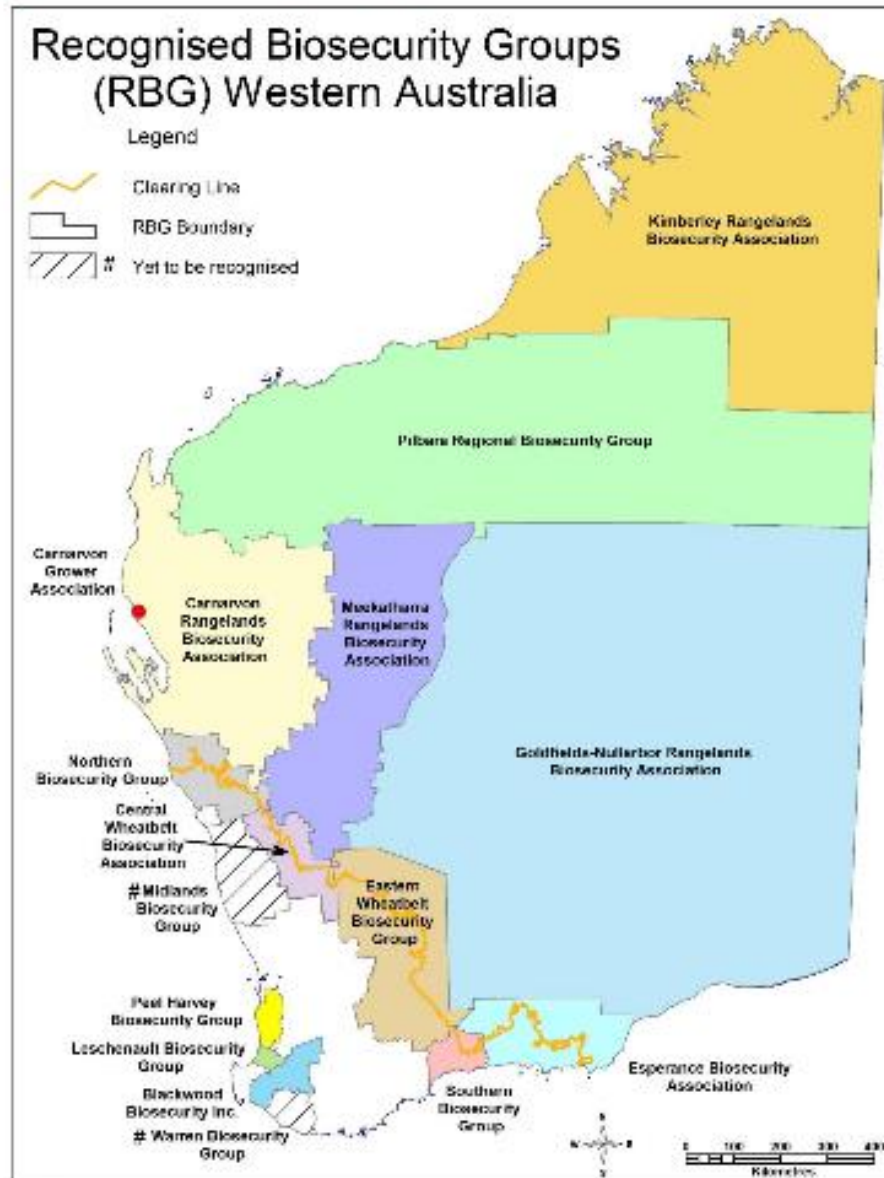 Recognised Biosecurity Groups
(RBG) Western Australia
Legend
Clearing Line
RBG Boundary
# Yet to be recognised
Kimberley Rangelands
Biosecurity Association
Pilbara Regional Biosecurity Group
Carnarvon
Grower
Association
Carnarvon
Rangelands
Biosecurity
Association
Meekatharra
Rangelands
Biosecurity
Association
Goldfields-Nullarbor Rangelands
Biosecurity Association
Northern
Biosecurity Group
Central
Wheatbelt
Biosecurity
Association
# Midlands
Biosecurity
Group
Eastern
Wheatbelt
Biosecurity
Group
Peel Harvey
Biosecurity Group
Leschenault Biosecurity
Group
Blackwood
Biosecurity Inc.
# Warren Biosecurity
Group
Southern
Biosecurity
Group
Esperance Biosecurity
Association
N
W E
S
0 100 200 300 400
Kilometres